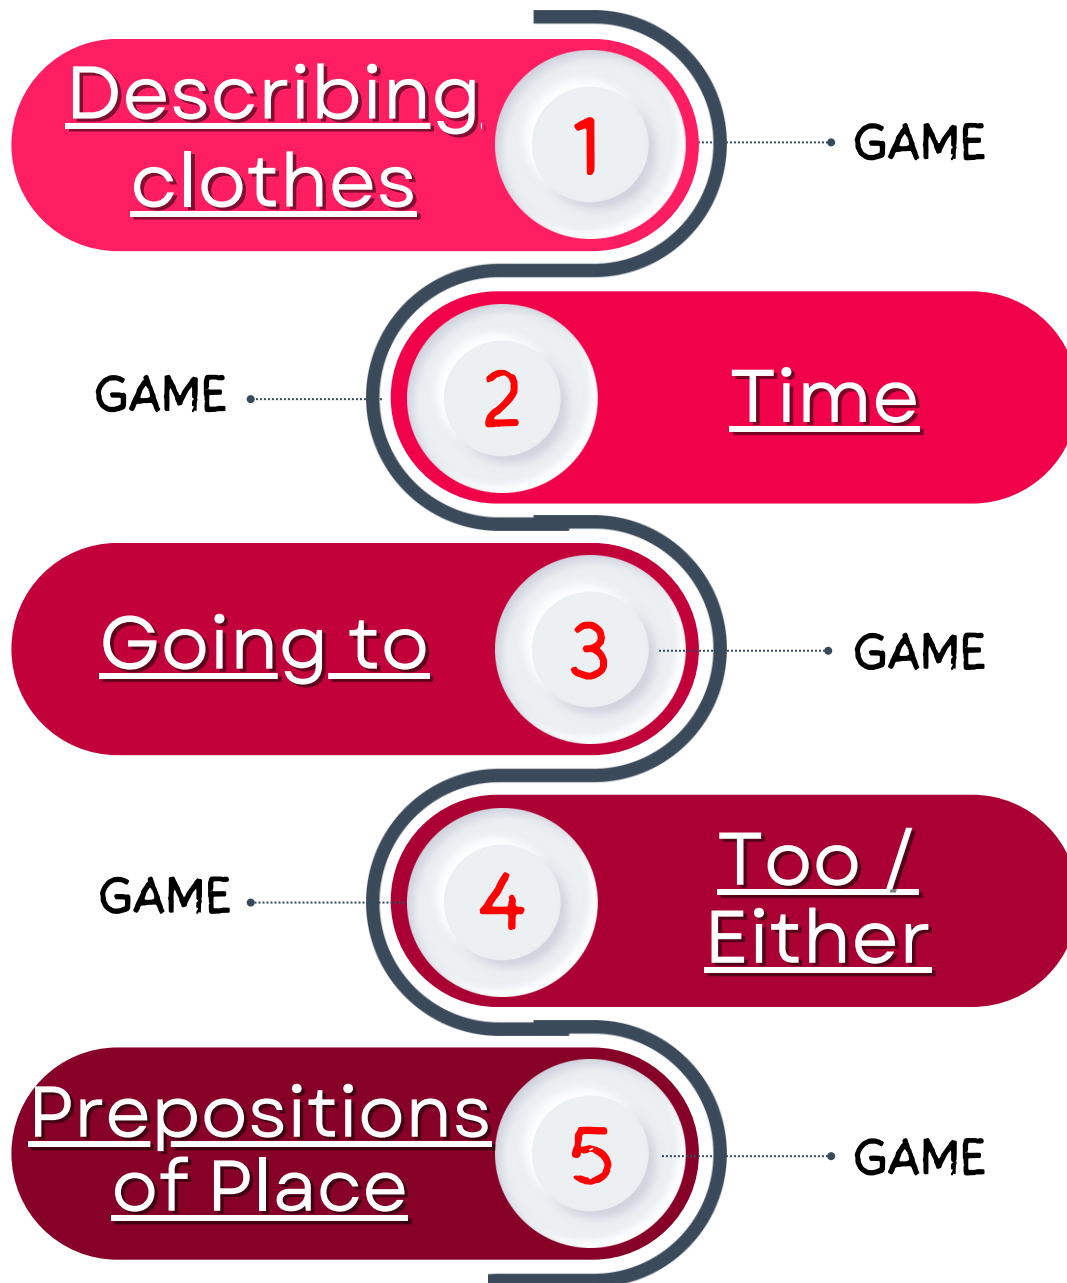 Describing
clothes
1
GAME
GAME
2
Time
Going to
3
GAME
GAME
4
Too /
Either
Prepositions
of Place
5
GAME